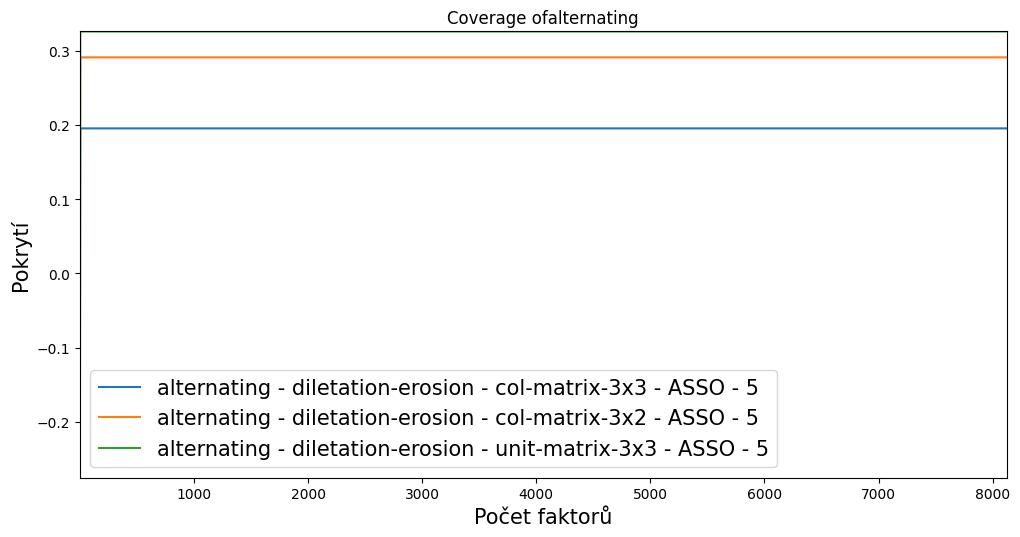 Coverage ofalternating
0.3
0.2
0.1
0.0
−0.1
−0.2
Pokrytí
alternating - diletation-erosion - col-matrix-3x3 - ASSO - 5
alternating - diletation-erosion - col-matrix-3x2 - ASSO - 5
alternating - diletation-erosion - unit-matrix-3x3 - ASSO - 5
1000 2000 3000 4000 5000 6000 7000 8000
Počet faktorů